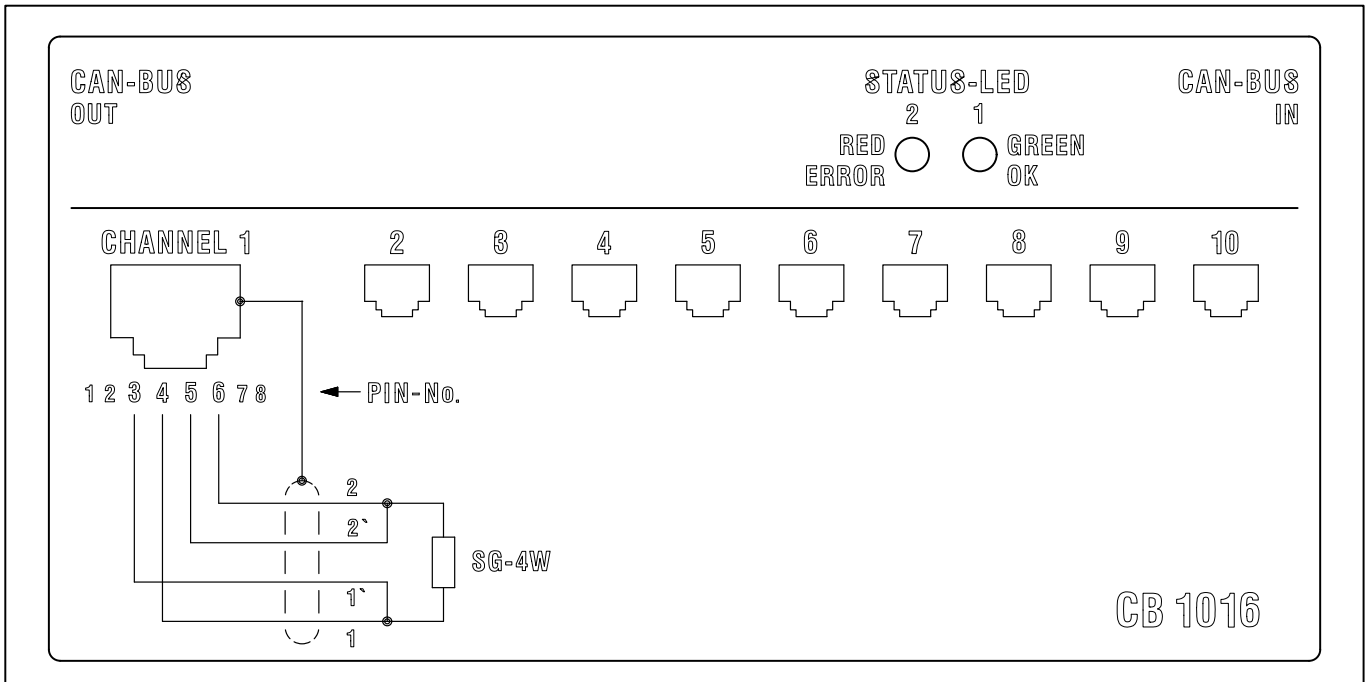 CAN-BUS
OUT
STATUS-LED
2 1
RED
ERROR
GREEN
OK
CAN-BUS
IN
CHANNEL 1 2 3 4 5 6 7 8 9 10
1 2 3 4 5 6 7 8
PIN-No.
2
2`
SG-4W
1`
1
CB 1016